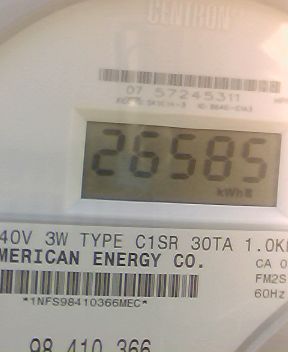 CENTRON
07 57245311
26585
kWh
40V 3W TYPE C1SR 30TA 1.0K
MERICAN ENERGY CO.
CA 0
FM2S
60Hz
*1NFS98410366MEC*
98 410 366